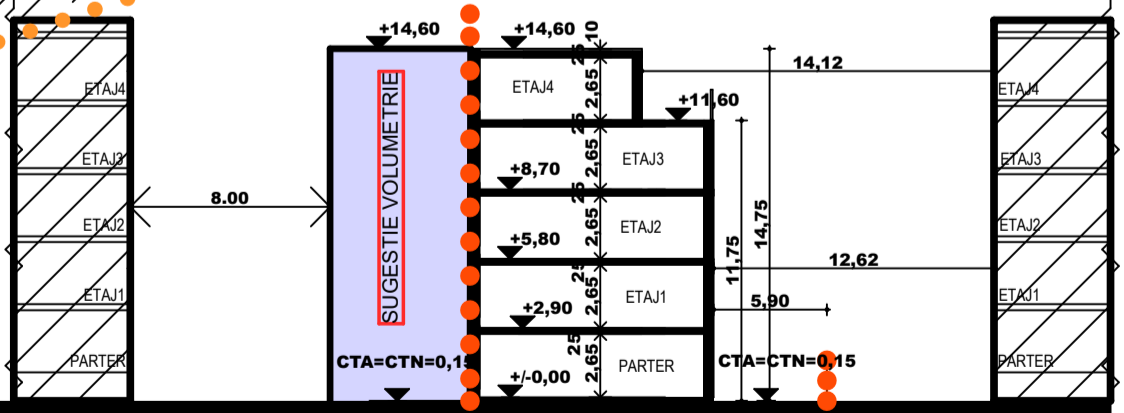 +14,60
+14,60
10
25
ETAJ4
ETAJ4
2,65
14,12
ETAJ4
+11,60
25
ETAJ3
SUGESTIE VOLUMETRIE
+8,70
2,65
ETAJ3
ETAJ3
25
8.00
ETAJ2
+5,80
2,65
ETAJ2
11,75
14,75
ETAJ2
12,62
25
ETAJ1
+2,90
2,65
ETAJ1
5,90
ETAJ1
25
PARTER
CTA=CTN=0,15
+/-0,00
2,65
PARTER
CTA=CTN=0,15
PARTER